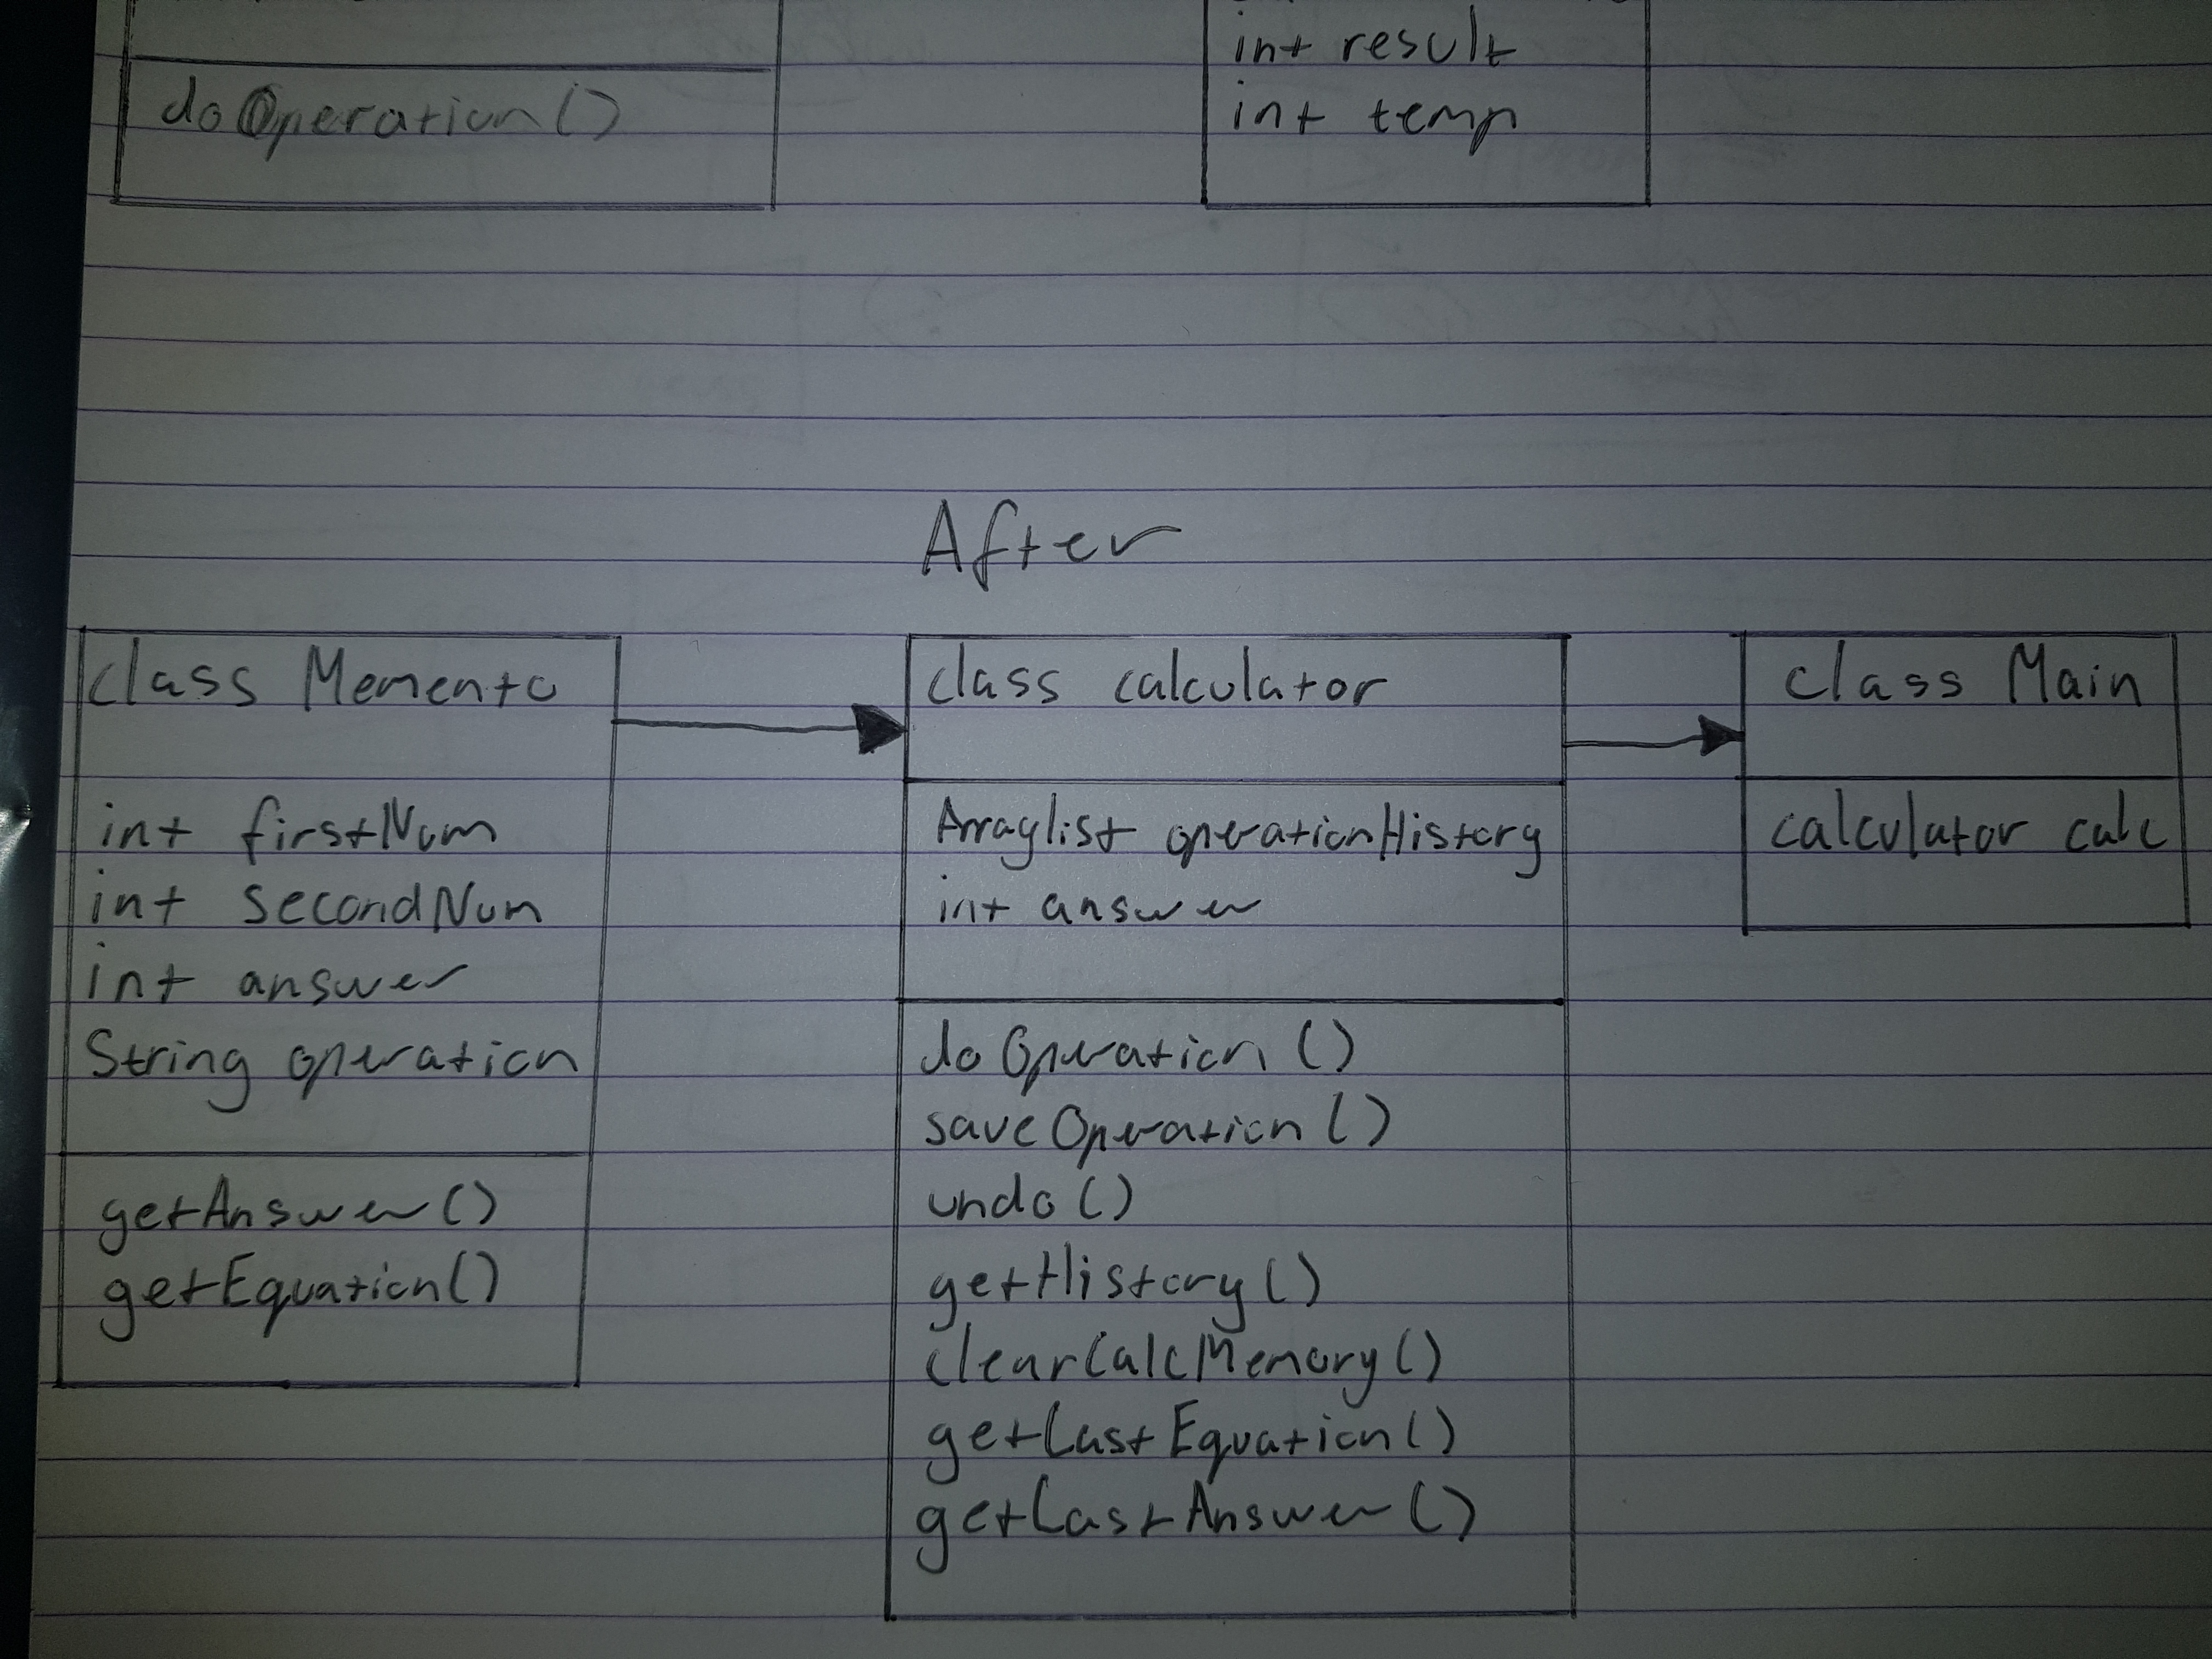 int result
doOperation()
int temp
After
class Memento
int firstNum
int secondNum
int answer
String operation
getAnswer()
getEquation()
class calculator
Arraylist operationHistory
int answer
doOperation()
saveOperation()
undo()
getHistory()
clearCalcMemory()
getLastEquation()
getLastAnswer()
class Main
calculator calc